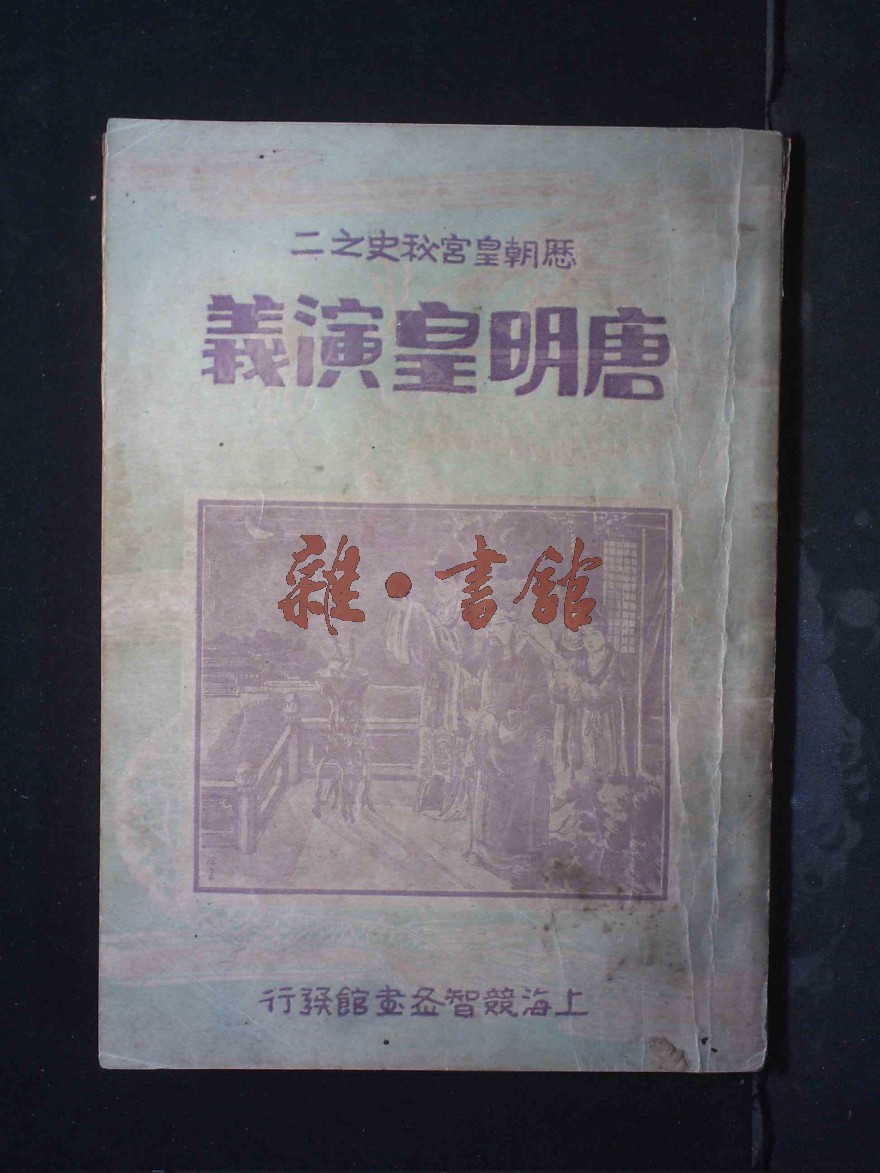 歷朝皇宮秘史之二
唐明皇演義
雜·書館
上海競智圖書館發行